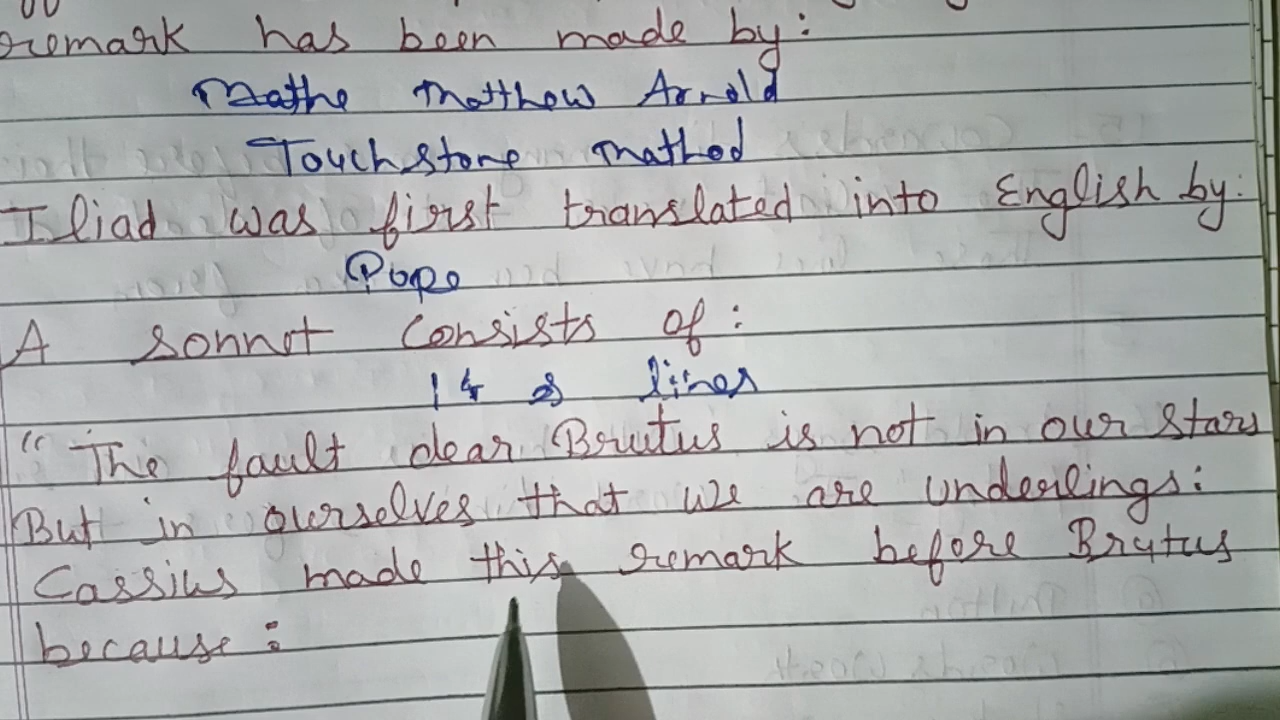 remark has been made by:
Mathe Matthew Arnold
Touchstone mathod
Iliad was first translated into English by:
Pope
A sonnet consists of:
14 lines
"The fault dear Brutus is not in our stars
But in ourselves that we are underlings:
Cassius made this remark before Brutus
because: